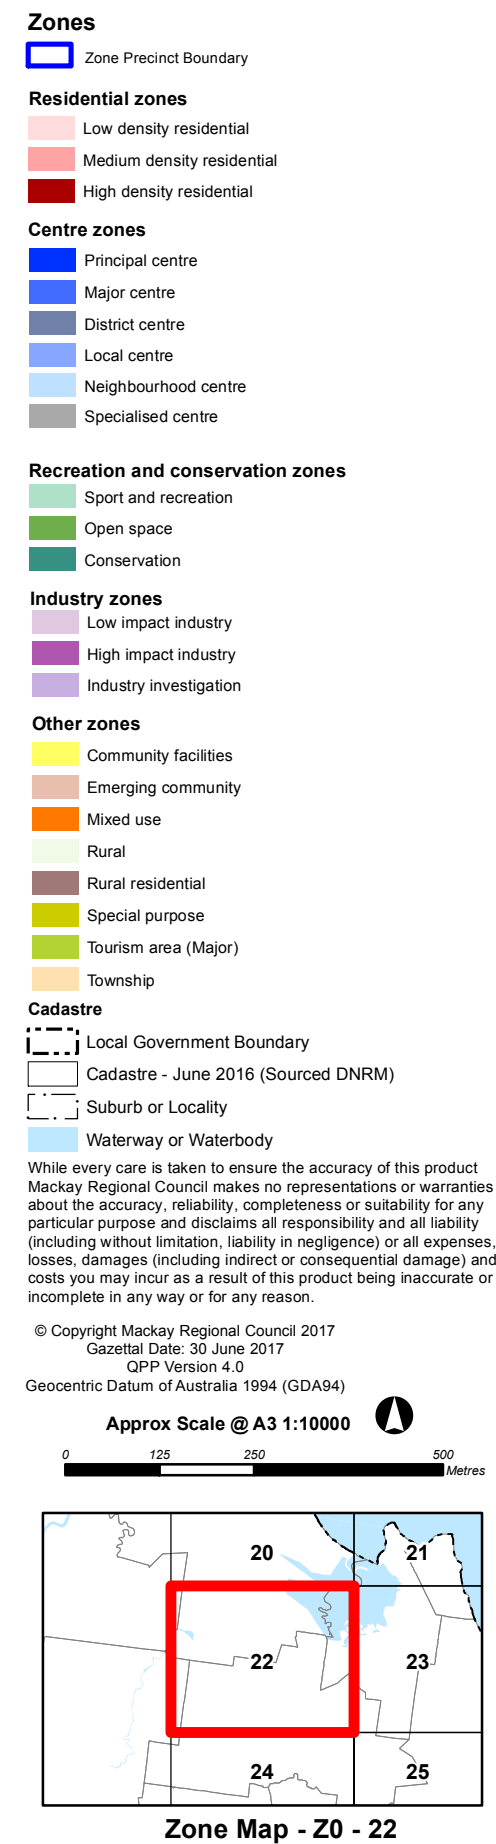 Zones
Zone Precinct Boundary
Residential zones
Low density residential
Medium density residential
High density residential
Centre zones
Principal centre
Major centre
District centre
Local centre
Neighbourhood centre
Specialised centre
Recreation and conservation zones
Sport and recreation
Open space
Conservation
Industry zones
Low impact industry
High impact industry
Industry investigation
Other zones
Community facilities
Emerging community
Mixed use
Rural
Rural residential
Special purpose
Tourism area (Major)
Township
Cadastre
Local Government Boundary
Cadastre - June 2016 (Sourced DNRM)
Suburb or Locality
Waterway or Waterbody
While every care is taken to ensure the accuracy of this product
Mackay Regional Council makes no representations or warranties
about the accuracy, reliability, completeness or suitability for any
particular purpose and disclaims all responsibility and all liability
(including without limitation, liability in negligence) or all expenses,
losses, damages (including indirect or consequential damage) and
costs you may incur as a result of this product being inaccurate or
incomplete in any way or for any reason.
© Copyright Mackay Regional Council 2017
Gazettal Date: 30 June 2017
QPP Version 4.0
Geocentric Datum of Australia 1994 (GDA94)
Approx Scale @ A3 1:10000
0 125 250 500
Metres
20 21
22 23
24 25
Zone Map - Z0 - 22